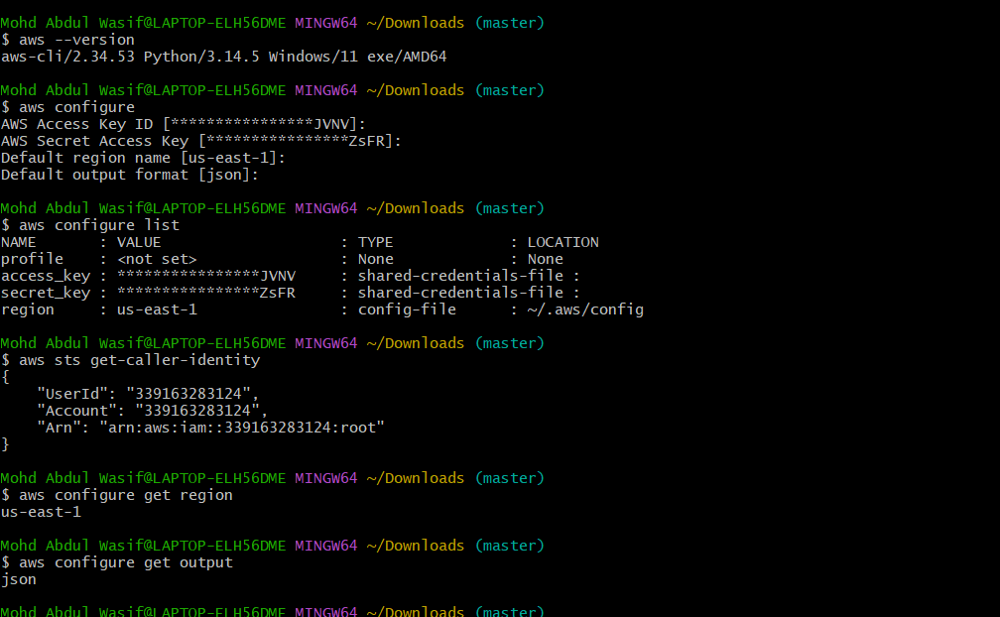 Mohd Abdul Wasif@LAPTOP-ELH56DME MINGW64 ~/Downloads (master)
$ aws --version
aws-cli/2.34.53 Python/3.14.5 Windows/11 exe/AMD64
Mohd Abdul Wasif@LAPTOP-ELH56DME MINGW64 ~/Downloads (master)
$ aws configure
AWS Access Key ID [****************JVNV]:
AWS Secret Access Key [****************ZsFR]:
Default region name [us-east-1]:
Default output format [json]:
Mohd Abdul Wasif@LAPTOP-ELH56DME MINGW64 ~/Downloads (master)
$ aws configure list
NAME       : VALUE                    : TYPE             : LOCATION
profile    : <not set>                : None             : None
access_key : ****************JVNV     : shared-credentials-file :
secret_key : ****************ZsFR     : shared-credentials-file :
region     : us-east-1                : config-file      : ~/.aws/config
Mohd Abdul Wasif@LAPTOP-ELH56DME MINGW64 ~/Downloads (master)
$ aws sts get-caller-identity
{
    "UserId": "339163283124",
    "Account": "339163283124",
    "Arn": "arn:aws:iam::339163283124:root"
}
Mohd Abdul Wasif@LAPTOP-ELH56DME MINGW64 ~/Downloads (master)
$ aws configure get region
us-east-1
Mohd Abdul Wasif@LAPTOP-ELH56DME MINGW64 ~/Downloads (master)
$ aws configure get output
json
Mohd Abdul Wasif@LAPTOP-ELH56DME MINGW64 ~/Downloads (master)